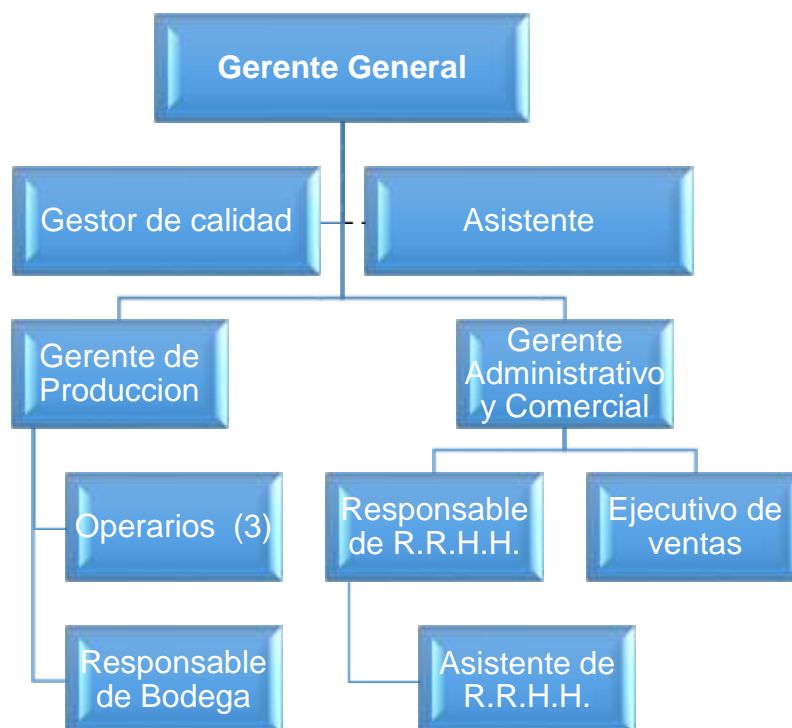 Gerente General
Gestor de calidad
Asistente
Gerente de
Produccion
Gerente
Administrativo
y Comercial
Operarios (3)
Responsable
de R.R.H.H.
Ejecutivo de
ventas
Responsable
de Bodega
Asistente de
R.R.H.H.